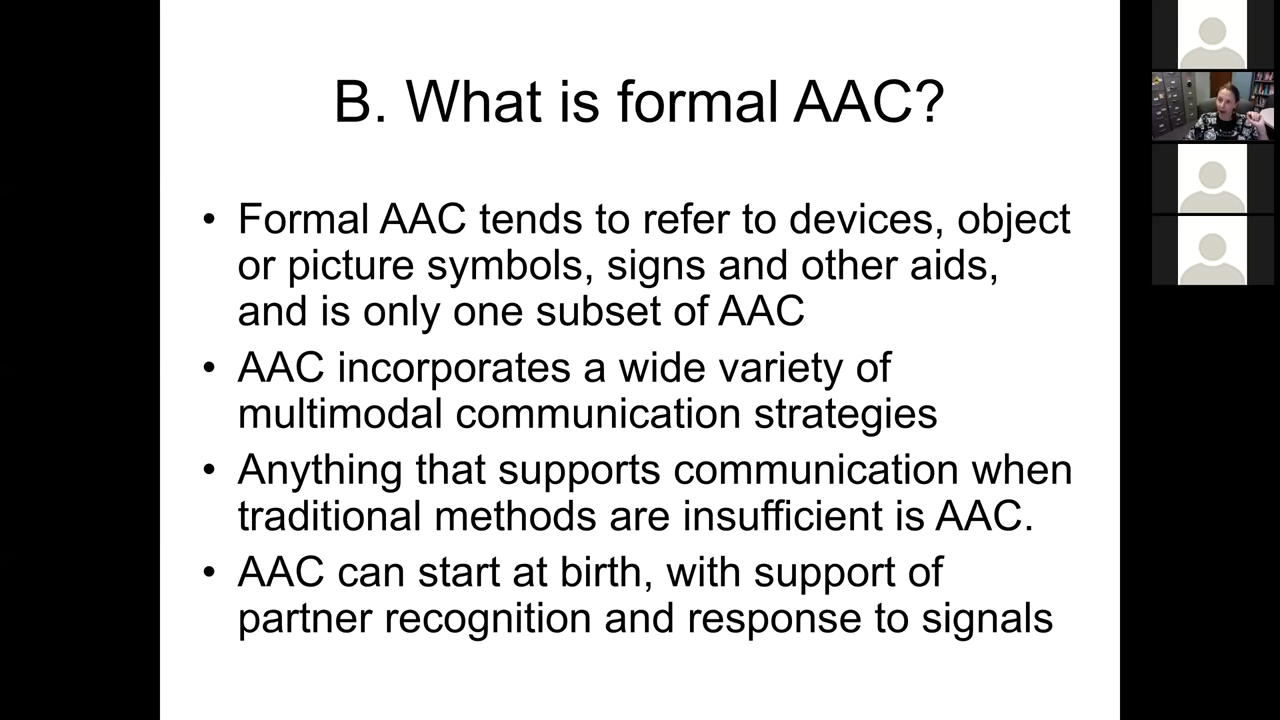 B. What is formal AAC?
• Formal AAC tends to refer to devices, object
or picture symbols, signs and other aids,
and is only one subset of AAC
• AAC incorporates a wide variety of
multimodal communication strategies
• Anything that supports communication when
traditional methods are insufficient is AAC.
• AAC can start at birth, with support of
partner recognition and response to signals